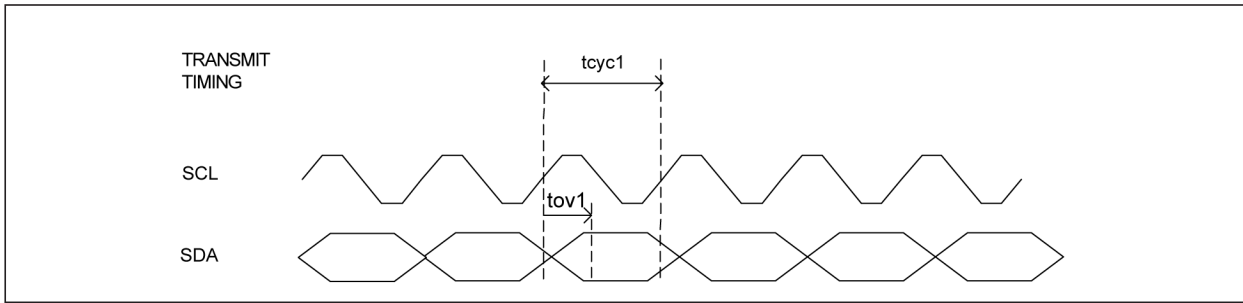 TRANSMIT
TIMING
tcyc1
SCL
tov1
SDA